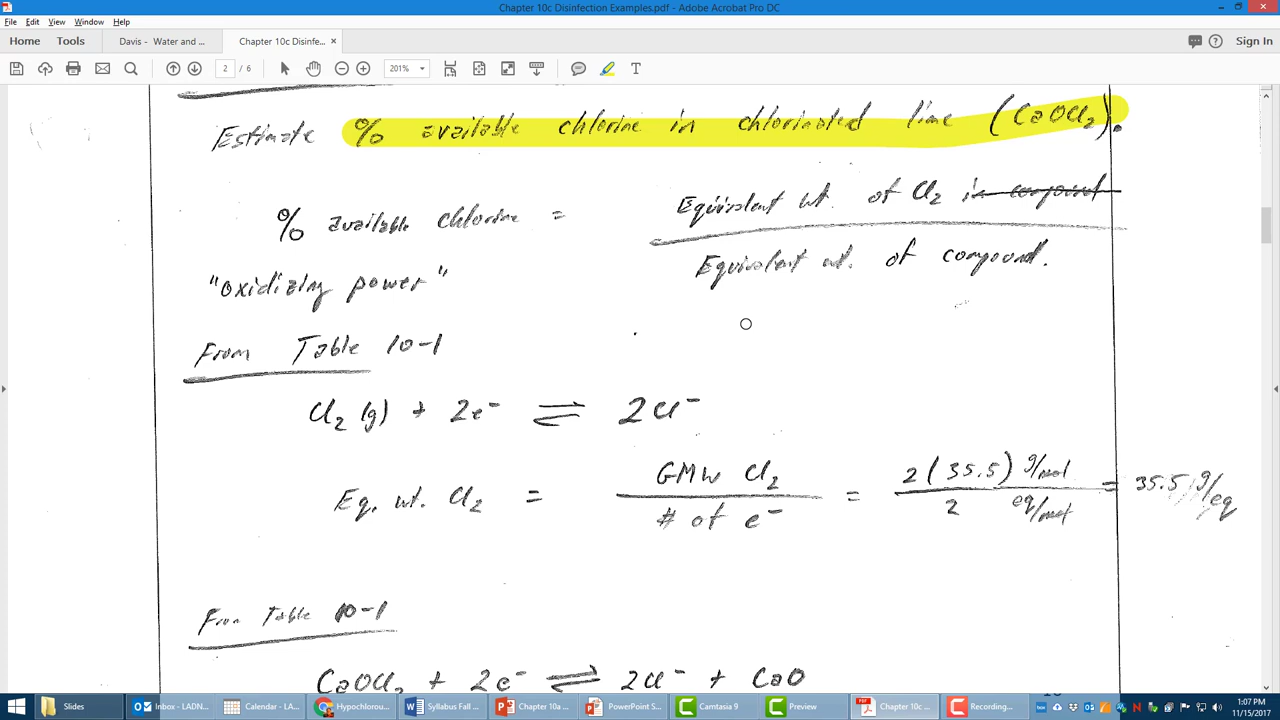 Chapter 10c Disinfection Examples.pdf - Adobe Acrobat Pro DC
File Edit View Window Help
Home Tools Davis - Water and ... Chapter 10c Disinfe... × Sign In
2 / 6 201%
Estimate % available chlorine in chlorinated lime (CaOCl₂).
% available chlorine = Equivalent wt. of Cl₂ in compound
Equivalent wt. of compound.
"oxidizing power"
From Table 10-1
Cl₂ (g) + 2e⁻ ⇌ 2Cl⁻
Eq. wt. Cl₂ = GMW Cl₂ / # of e⁻ = 2(35.5) g/mol / 2 eq/mol = 35.5 g/eq
From Table 10-1
CaOCl₂ + 2e⁻ ⇌ 2Cl⁻ + CaO
Slides Inbox - LADN... Calendar - LA... Hypochlorou... Syllabus Fall ... Chapter 10a ... PowerPoint S... Camtasia 9 Preview Chapter 10c ... Recording... 1:07 PM
11/15/2017